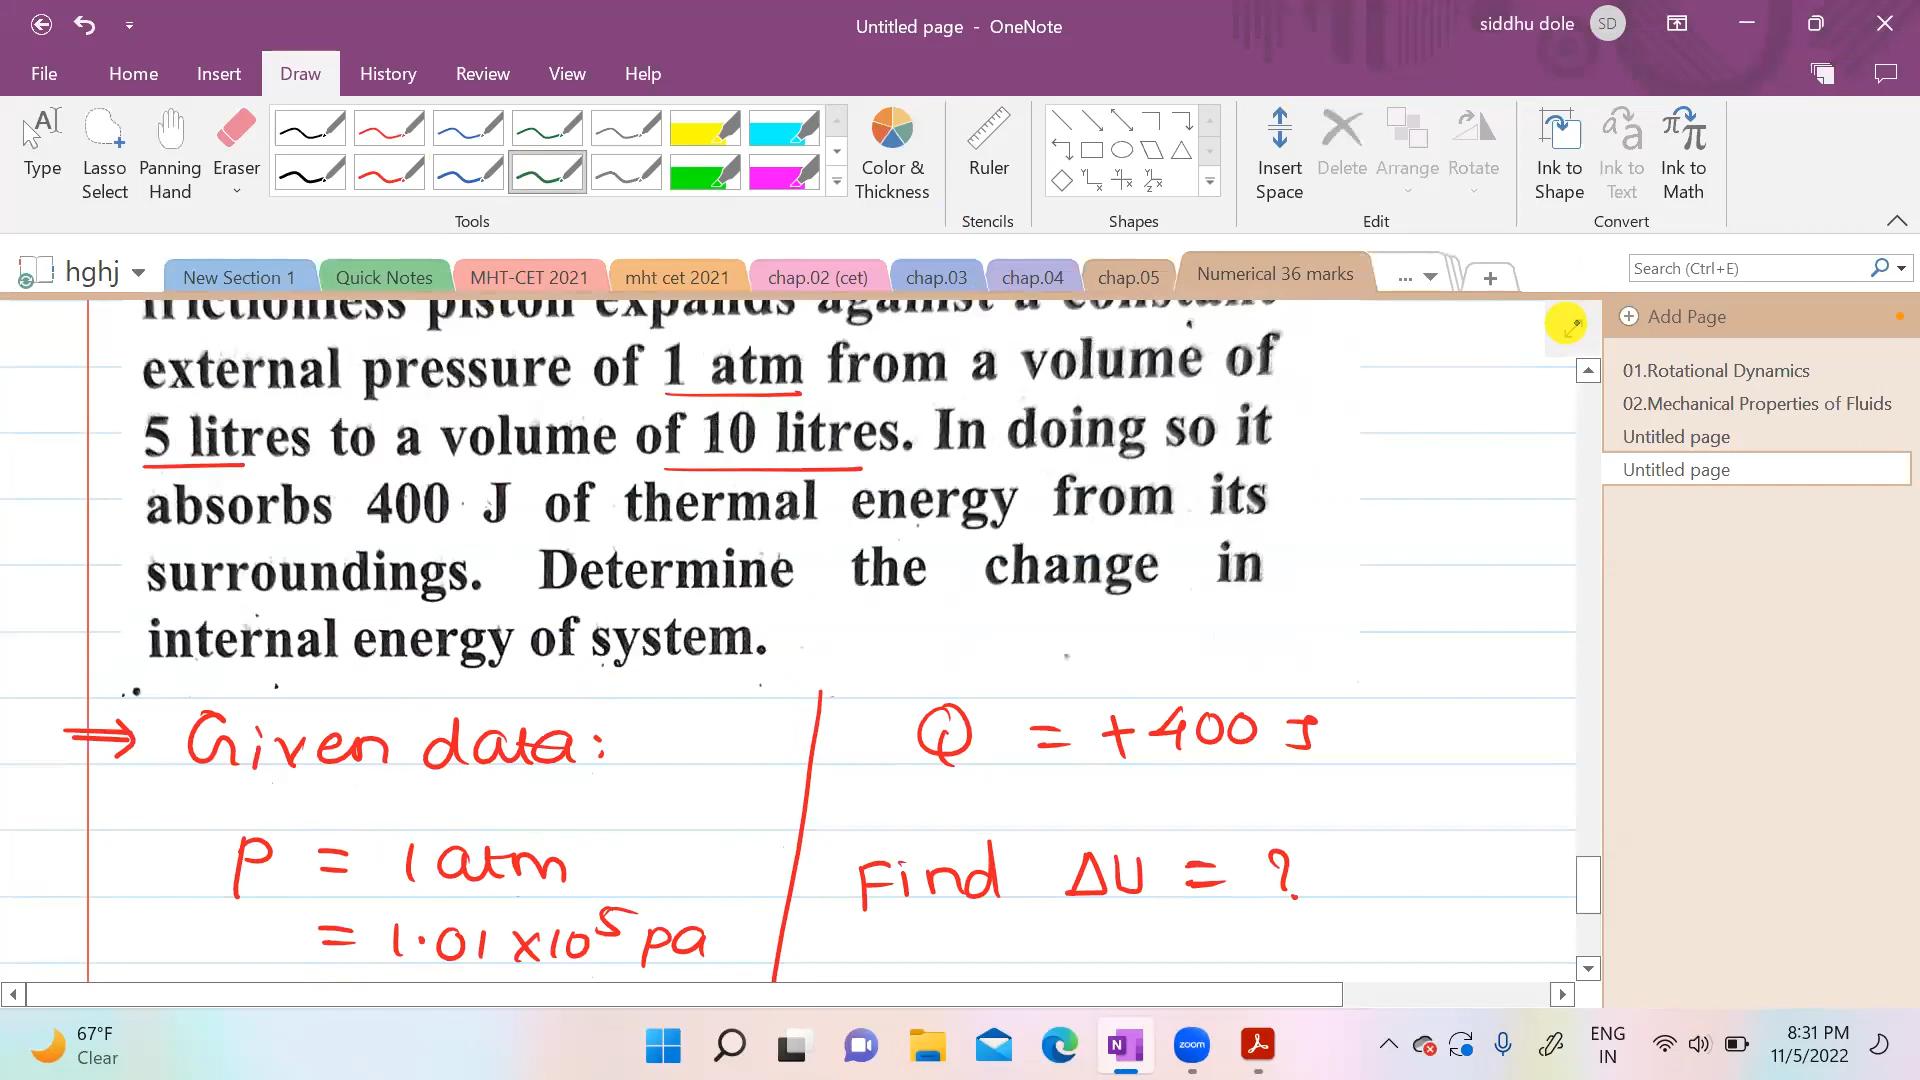 Untitled page - OneNote
siddhu dole SD
File Home Insert Draw History Review View Help
Type
Lasso Select
Panning Hand
Eraser
Color & Thickness
Ruler
Insert Space
Delete
Arrange
Rotate
Ink to Shape
Ink to Text
Ink to Math
Tools
Stencils
Shapes
Edit
Convert
hghj
New Section 1
Quick Notes
MHT-CET 2021
mht cet 2021
chap.02 (cet)
chap.03
chap.04
chap.05
Numerical 36 marks
...
Search (Ctrl+E)
Add Page
01.Rotational Dynamics
02.Mechanical Properties of Fluids
Untitled page
Untitled page
frictionless piston expands against a constant
external pressure of 1 atm from a volume of
5 litres to a volume of 10 litres. In doing so it
absorbs 400 J of thermal energy from its
surroundings. Determine the change in
internal energy of system.
⇒ Given data:
P = 1 atm
= 1.01 x 10⁵ pa
Q = +400 J
Find ΔU = ?
67°F
Clear
zoom
ENG
IN
8:31 PM
11/5/2022